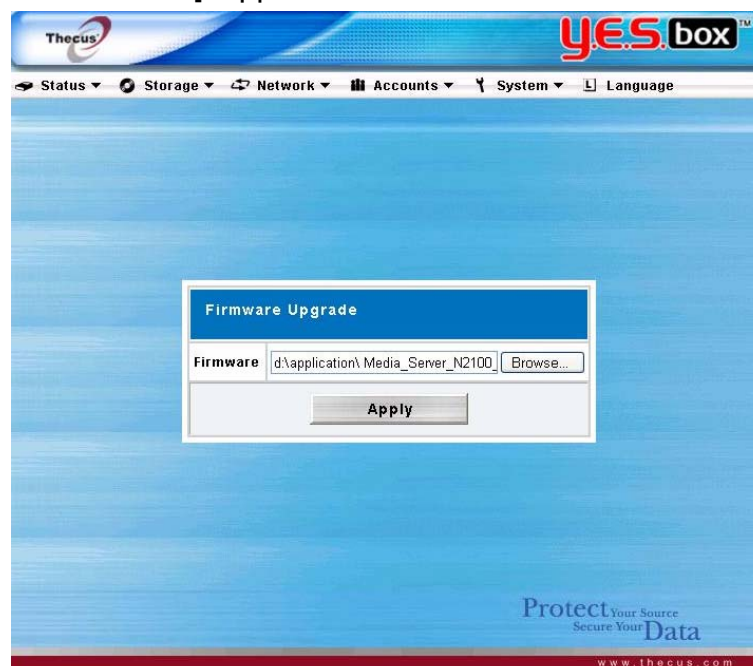 Thecus
y.e.s.box™
Status Storage Network Accounts System Language
Firmware Upgrade
Firmware d:\application\ Media_Server_N2100_ Browse...
Apply
Protect Your Source
Secure Your Data
www.thecus.com